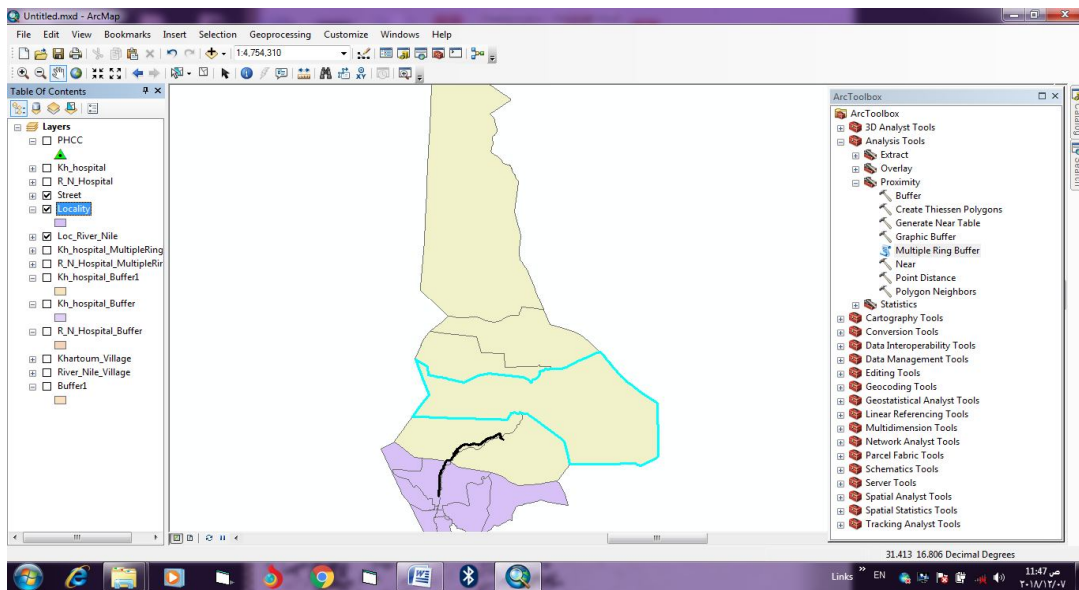 Untitled.mxd - ArcMap
File Edit View Bookmarks Insert Selection Geoprocessing Customize Windows Help
1:4,754,310
Table Of Contents
Layers
PHCC
Kh_hospital
R_N_Hospital
Street
Locality
Loc_River_Nile
Kh_hospital_MultipleRing
R_N_Hospital_MultipleRir
Kh_hospital_Buffer1
Kh_hospital_Buffer
R_N_Hospital_Buffer
Khartoum_Village
River_Nile_Village
Buffer1
ArcToolbox
ArcToolbox
3D Analyst Tools
Analysis Tools
Extract
Overlay
Proximity
Buffer
Create Thiessen Polygons
Generate Near Table
Graphic Buffer
Multiple Ring Buffer
Near
Point Distance
Polygon Neighbors
Statistics
Cartography Tools
Conversion Tools
Data Interoperability Tools
Data Management Tools
Editing Tools
Geocoding Tools
Geostatistical Analyst Tools
Linear Referencing Tools
Multidimension Tools
Network Analyst Tools
Parcel Fabric Tools
Schematics Tools
Server Tools
Spatial Analyst Tools
Spatial Statistics Tools
Tracking Analyst Tools
Catalog
Search
31.413 16.806 Decimal Degrees
Links EN
11:47 ص
٢٠١٨/١٢/٠٧